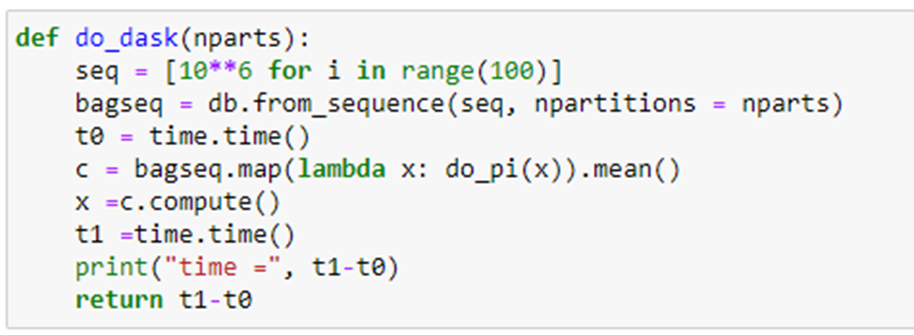 def do_dask(nparts):
    seq = [10**6 for i in range(100)]
    bagseq = db.from_sequence(seq, npartitions = nparts)
    t0 = time.time()
    c = bagseq.map(lambda x: do_pi(x)).mean()
    x =c.compute()
    t1 =time.time()
    print("time =", t1-t0)
    return t1-t0